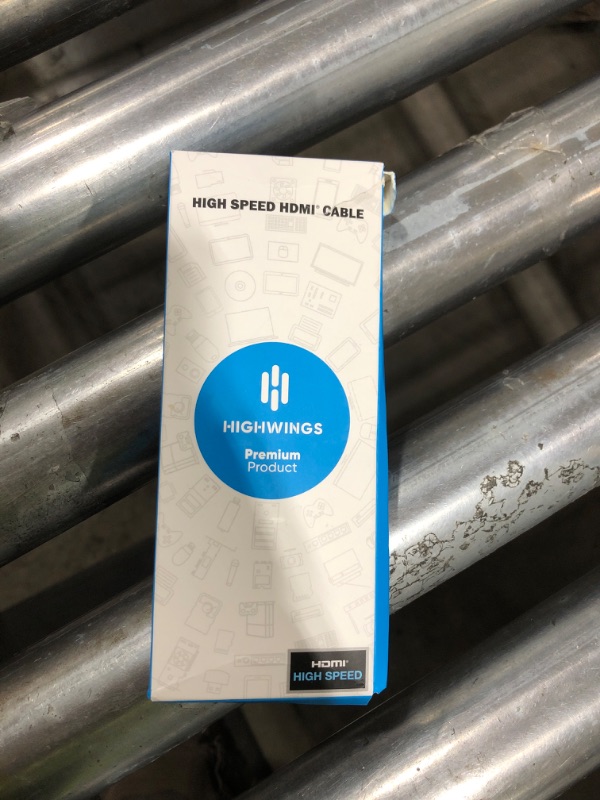 HIGH SPEED HDMI® CABLE
HIGHWINGS
Premium
Product
HDMI®
HIGH SPEED